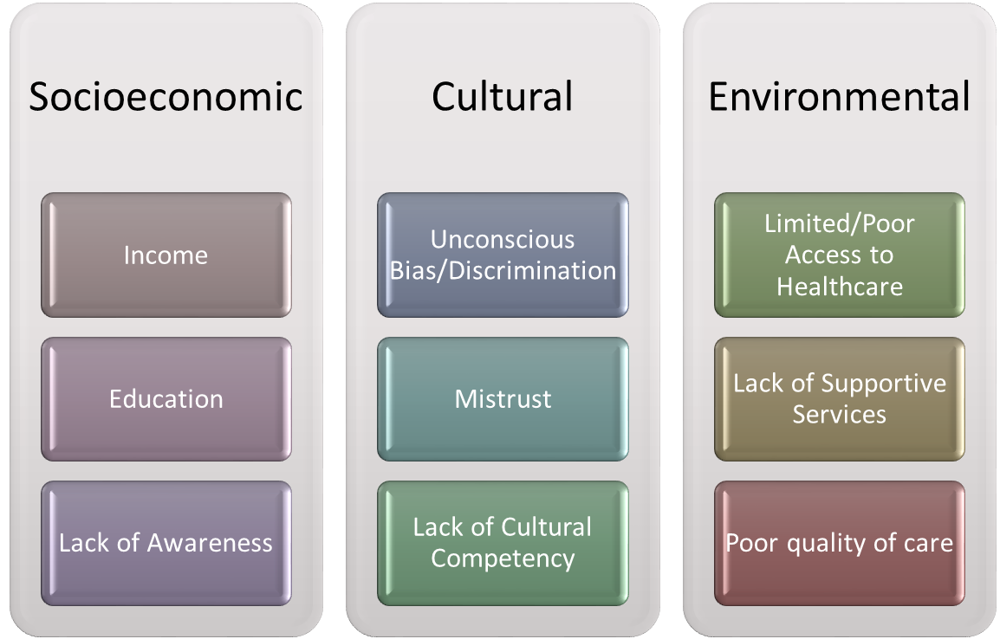 Socioeconomic
Income
Education
Lack of Awareness
Cultural
Unconscious
Bias/Discrimination
Mistrust
Lack of Cultural
Competency
Environmental
Limited/Poor
Access to
Healthcare
Lack of Supportive
Services
Poor quality of care